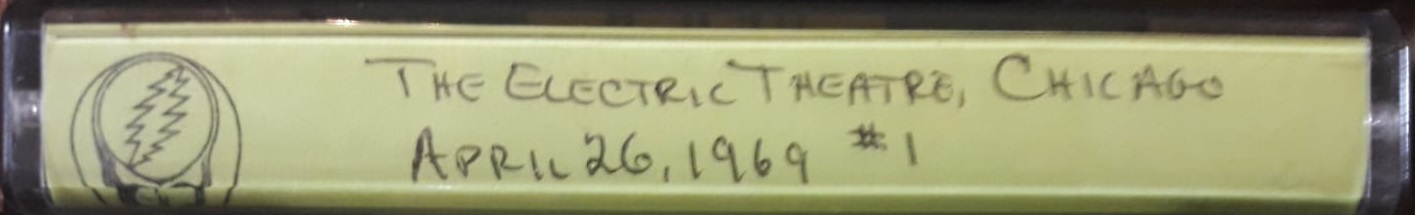 THE ELECTRIC THEATRE, CHICAGO
APRIL 26, 1969 #1